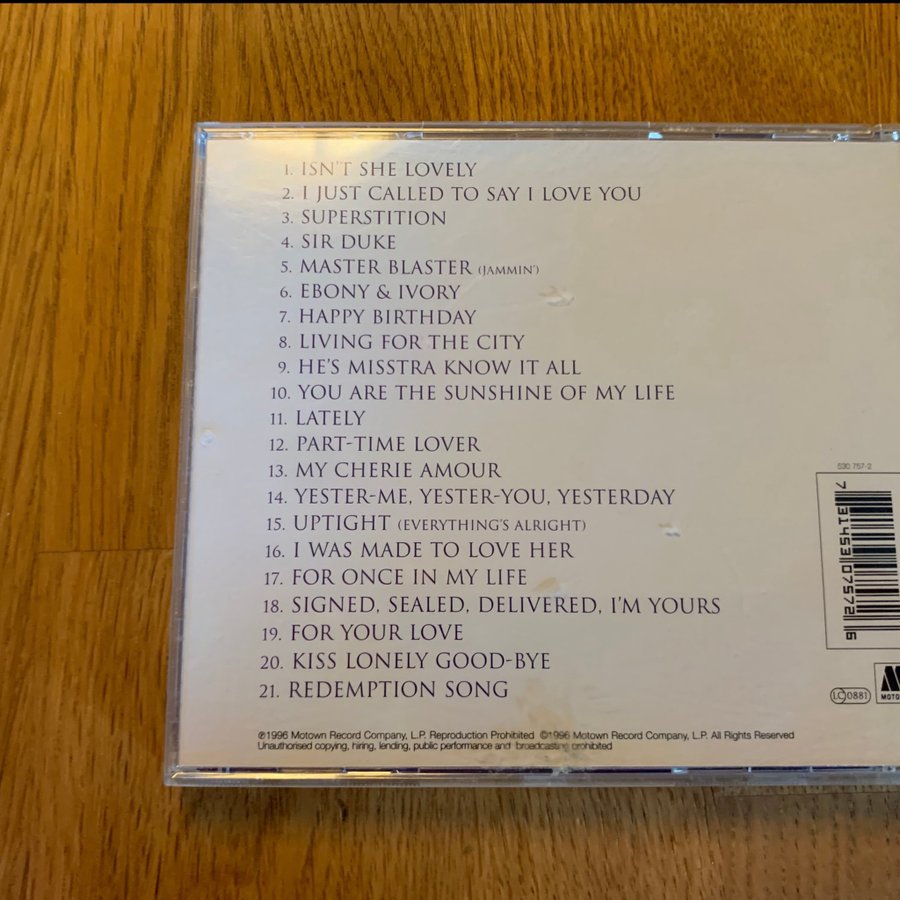 1. ISN'T SHE LOVELY
2. I JUST CALLED TO SAY I LOVE YOU
3. SUPERSTITION
4. SIR DUKE
5. MASTER BLASTER (JAMMIN')
6. EBONY & IVORY
7. HAPPY BIRTHDAY
8. LIVING FOR THE CITY
9. HE'S MISSTRA KNOW IT ALL
10. YOU ARE THE SUNSHINE OF MY LIFE
11. LATELY
12. PART-TIME LOVER
13. MY CHERIE AMOUR
14. YESTER-ME, YESTER-YOU, YESTERDAY
15. UPTIGHT (EVERYTHING'S ALRIGHT)
16. I WAS MADE TO LOVE HER
17. FOR ONCE IN MY LIFE
18. SIGNED, SEALED, DELIVERED, I'M YOURS
19. FOR YOUR LOVE
20. KISS LONELY GOOD-BYE
21. REDEMPTION SONG
530 757-2
7 31453 07572 6
LC 0881
℗1996 Motown Record Company, L.P. Reproduction Prohibited ©1996 Motown Record Company, L.P. All Rights Reserved
Unauthorised copying, hiring, lending, public performance and broadcasting prohibited